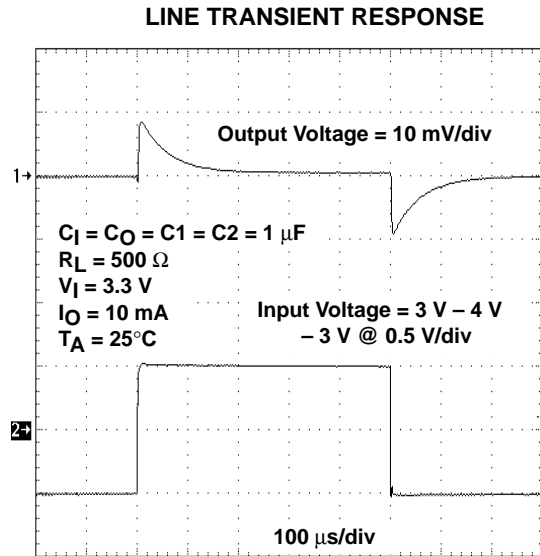 LINE TRANSIENT RESPONSE
Output Voltage = 10 mV/div
1→
CI = CO = C1 = C2 = 1 μF
RL = 500 Ω
VI = 3.3 V
IO = 10 mA
TA = 25°C
Input Voltage = 3 V – 4 V
– 3 V @ 0.5 V/div
2→
100 μs/div